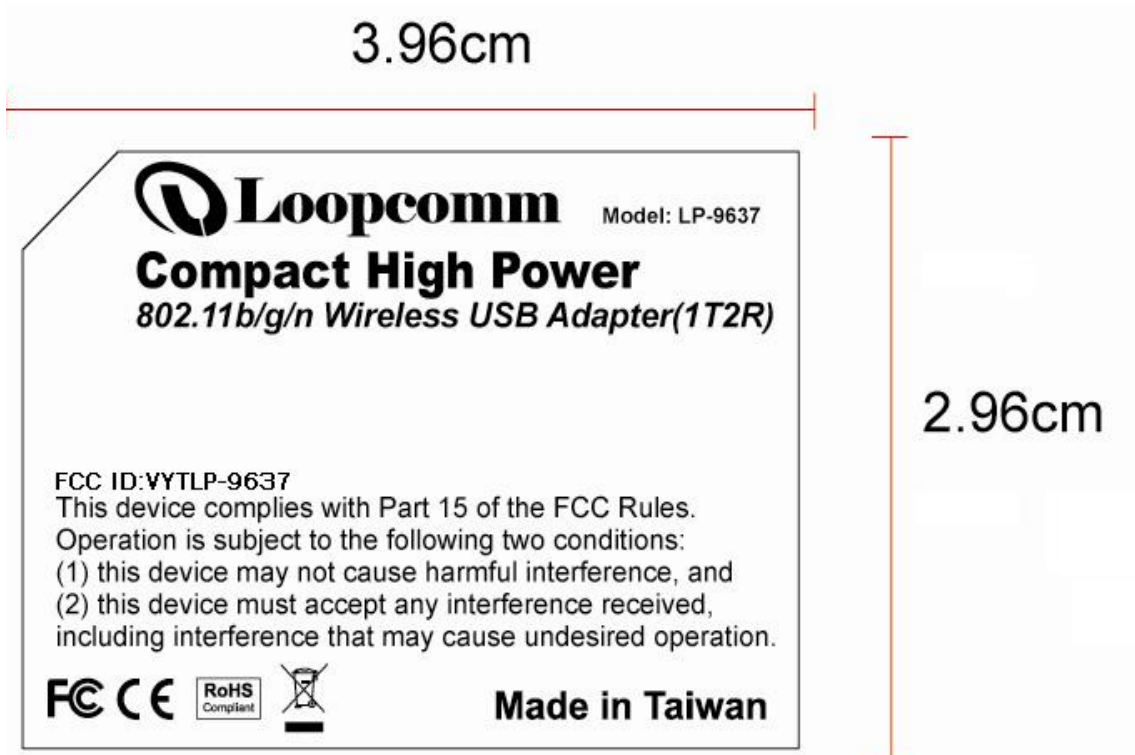 3.96cm
Loopcomm Model: LP-9637
Compact High Power
802.11b/g/n Wireless USB Adapter(1T2R)
2.96cm
FCC ID:VYTLP-9637
This device complies with Part 15 of the FCC Rules.
Operation is subject to the following two conditions:
(1) this device may not cause harmful interference, and
(2) this device must accept any interference received,
including interference that may cause undesired operation.
FC CE RoHS Compliant Made in Taiwan